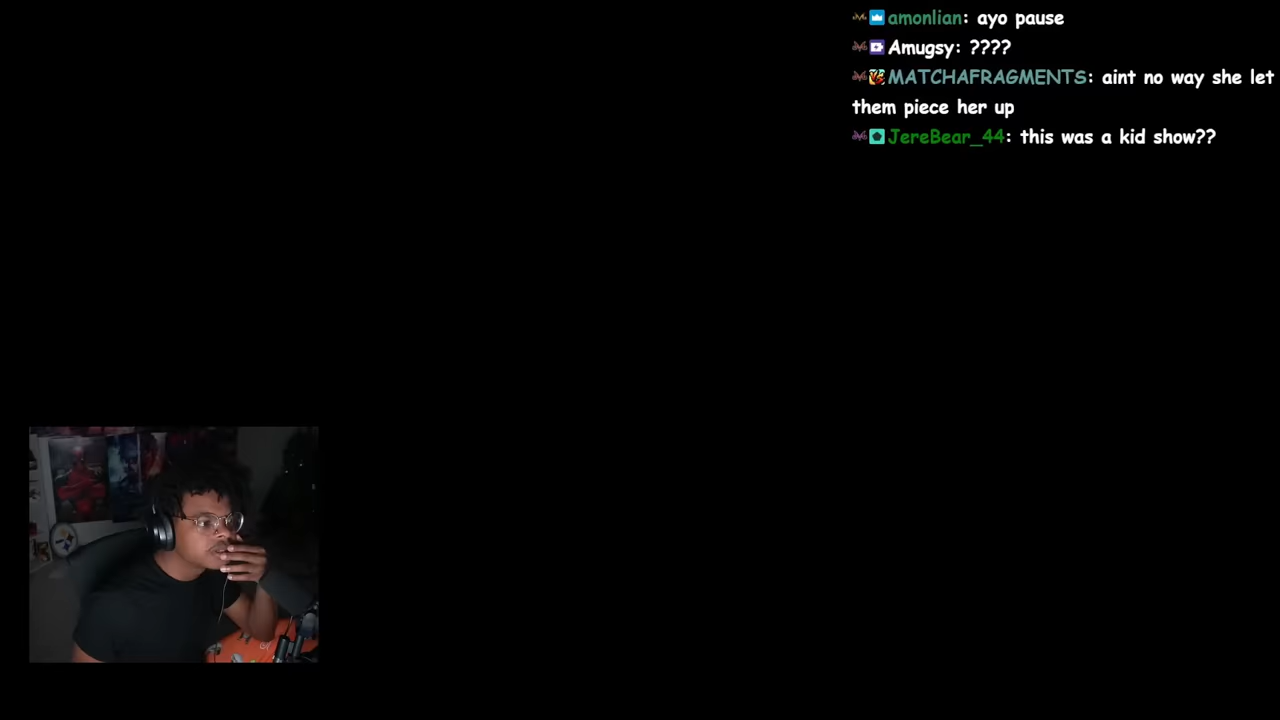 amonlian: ayo pause
Amugsy: ????
MATCHAFRAGMENTS: aint no way she let
them piece her up
JereBear_44: this was a kid show??